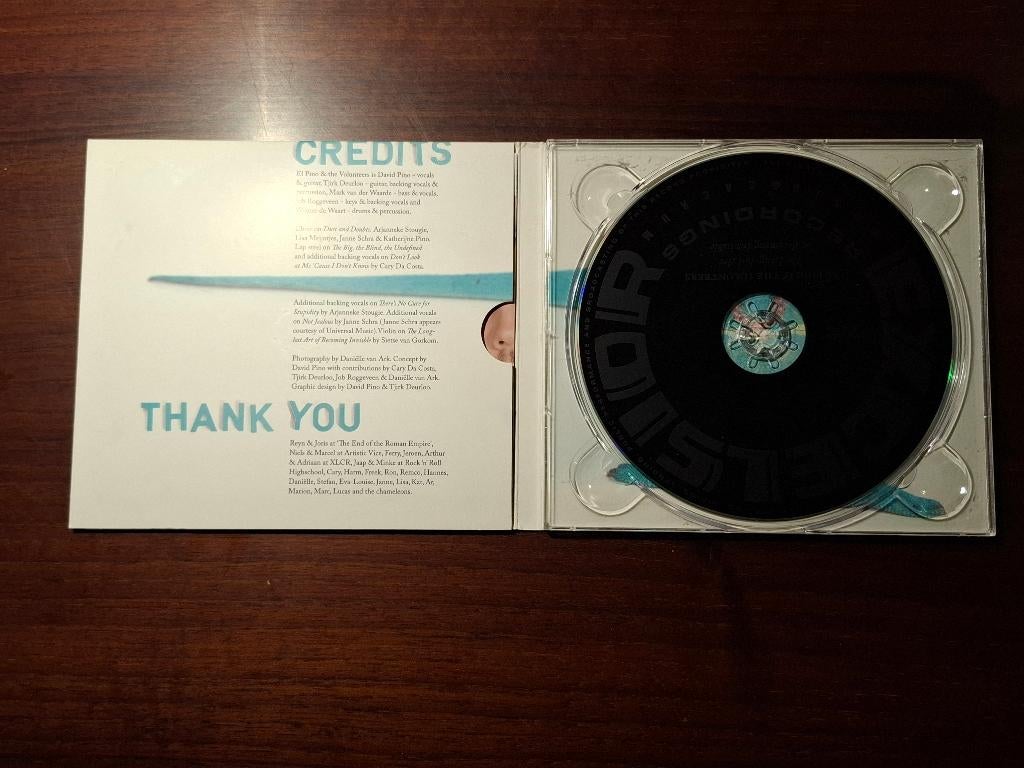 CREDITS
El Pino & the Volunteers is David Pino - vocals
& guitar, Tjirk Deurloo - guitar, backing vocals &
percussion, Mark van der Waarde - bass & vocals,
Job Roggeveen - keys & backing vocals and
de Waart - drums & percussion.
on Dust and Doubts: Arjanneke Stougie,
Lisa Meijntjes, Janne Schra & Katherijne Pino.
Lap steel on The Big, the Blind, the Undefined
and additional backing vocals on Don't Look
at Me 'Cause I Don't Know by Cary Da Costa.
Additional backing vocals on There's No Cure for
Stupidity by Arjanneke Stougie. Additional vocals
on Not Jealous by Janne Schra (Janne Schra appears
courtesy of Universal Music). Violin on The Long-
lost Art of Becoming Invisible by Sietse van Gorkom.
Photography by Daniëlle van Ark. Concept by
David Pino with contributions by Cary Da Costa,
Tjirk Deurloo, Job Roggeveen & Daniëlle van Ark.
Graphic design by David Pino & Tjirk Deurloo.
THANK YOU
Reyn & Joris at 'The End of the Roman Empire',
Niels & Marcel at Artistic Vice, Ferry, Jeroen, Arthur
& Adriaan at XLCR, Jaap & Minke at Rock 'n' Roll
Highschool, Cary, Harm, Freek, Ron, Remco, Hannes,
Daniëlle, Stefan, Eva-Louise, Janne, Lisa, Kat, Ar,
Marion, Marc, Lucas and the chameleons.